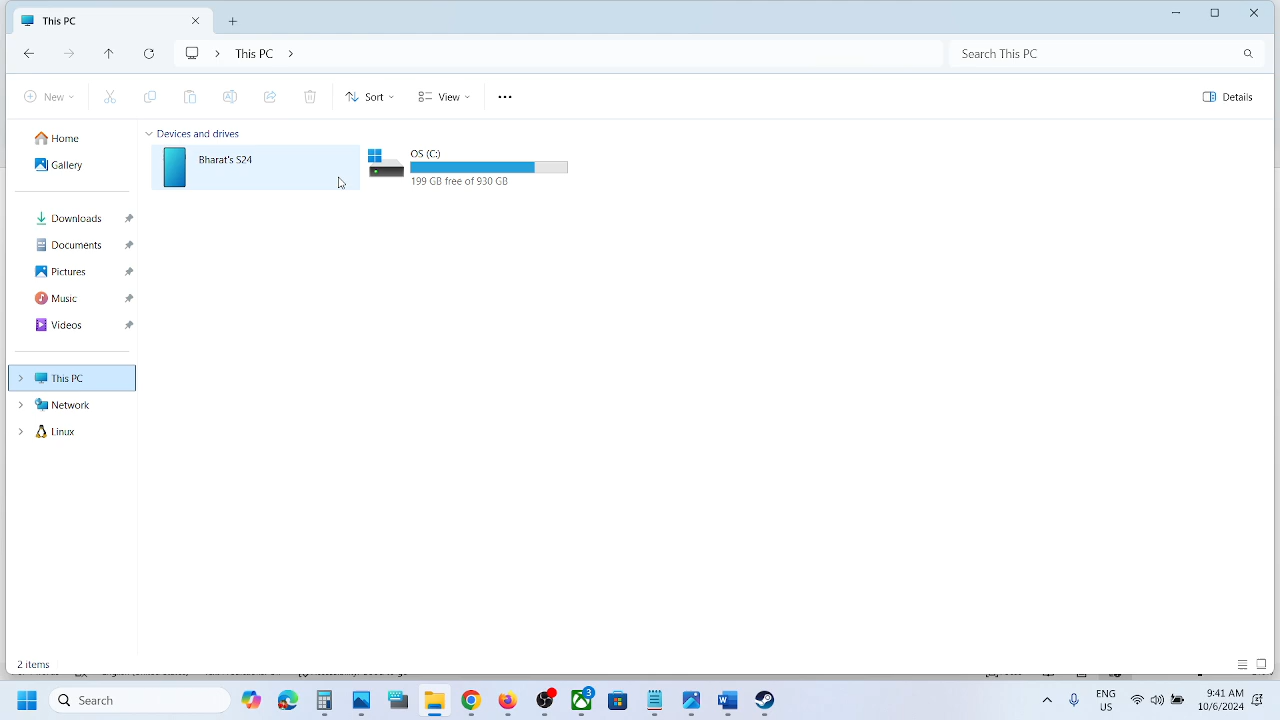 This PC
This PC
Search This PC
New
Sort
View
Details
Home
Gallery
Downloads
Documents
Pictures
Music
Videos
This PC
Network
Linux
Devices and drives
Bharat's S24
OS (C:)
199 GB free of 930 GB
2 items
Search
3
ENG
US
9:41 AM
10/6/2024